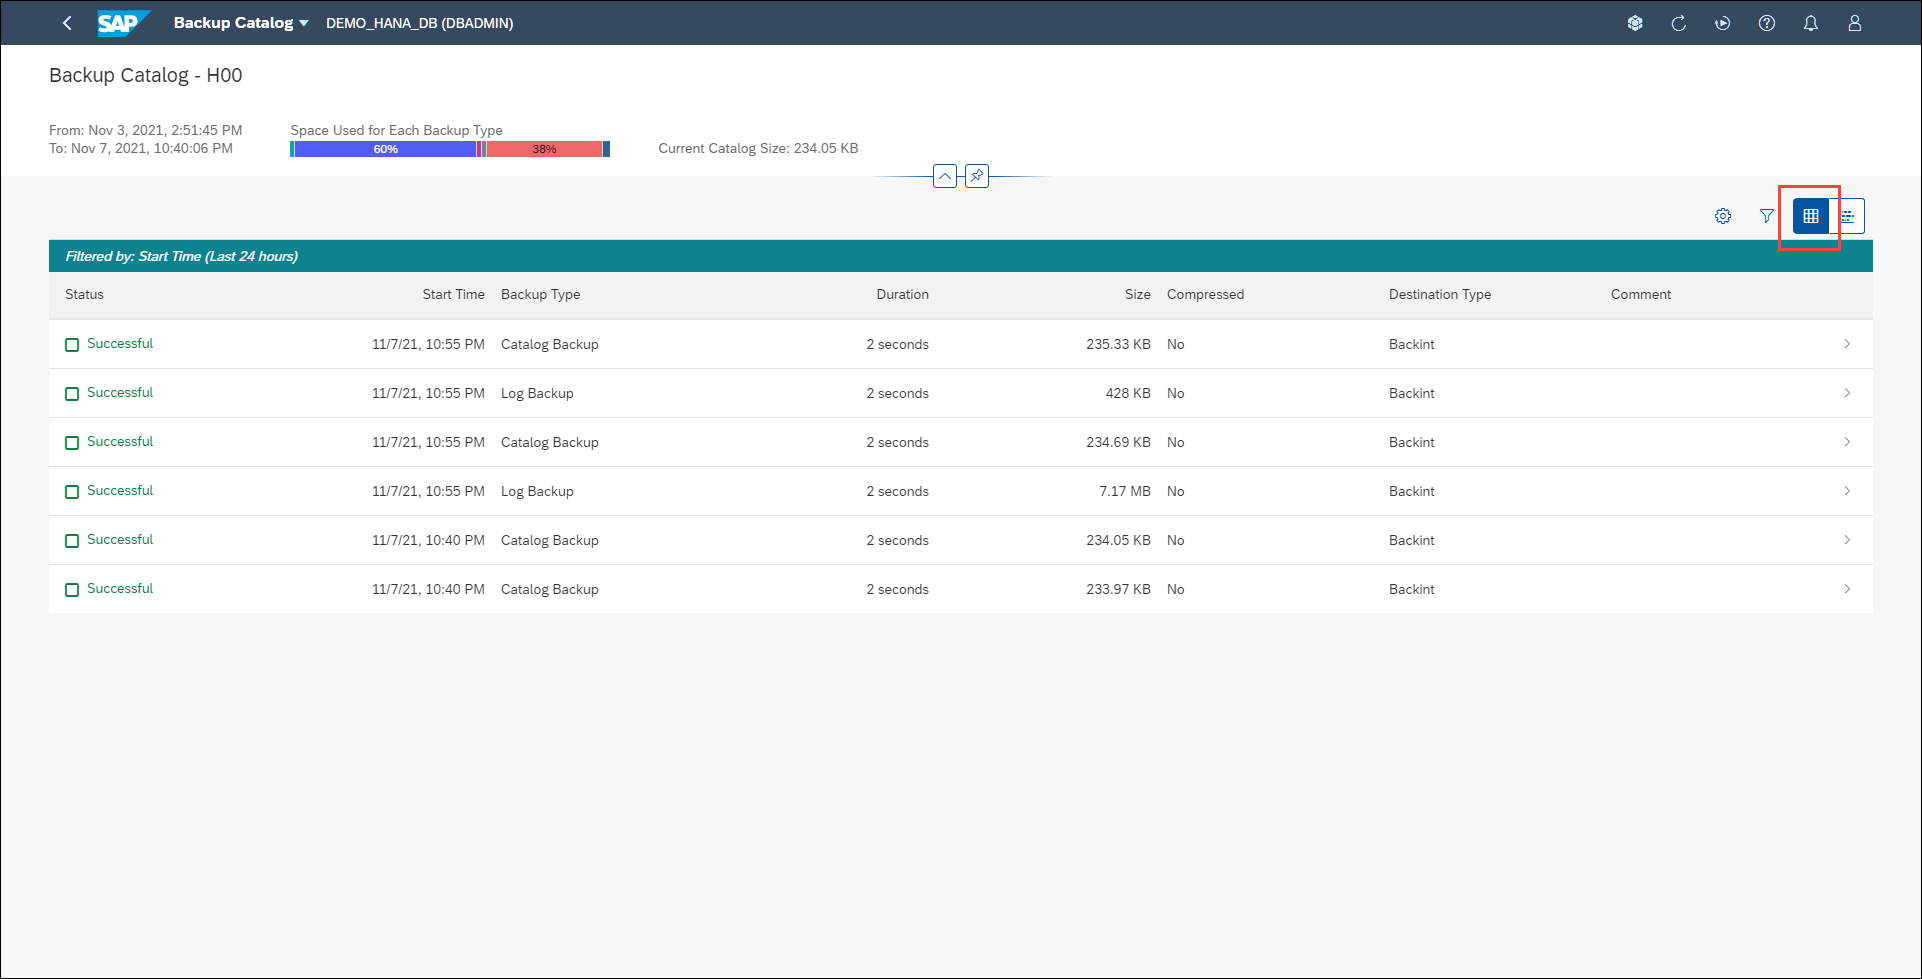 SAP Backup Catalog DEMO_HANA_DB (DBADMIN)
Backup Catalog - H00
From: Nov 3, 2021, 2:51:45 PM
To: Nov 7, 2021, 10:40:06 PM
Space Used for Each Backup Type
60% 38%
Current Catalog Size: 234.05 KB
Filtered by: Start Time (Last 24 hours)
Status Start Time Backup Type Duration Size Compressed Destination Type Comment
Successful 11/7/21, 10:55 PM Catalog Backup 2 seconds 235.33 KB No Backint
Successful 11/7/21, 10:55 PM Log Backup 2 seconds 428 KB No Backint
Successful 11/7/21, 10:55 PM Catalog Backup 2 seconds 234.69 KB No Backint
Successful 11/7/21, 10:55 PM Log Backup 2 seconds 7.17 MB No Backint
Successful 11/7/21, 10:40 PM Catalog Backup 2 seconds 234.05 KB No Backint
Successful 11/7/21, 10:40 PM Catalog Backup 2 seconds 233.97 KB No Backint